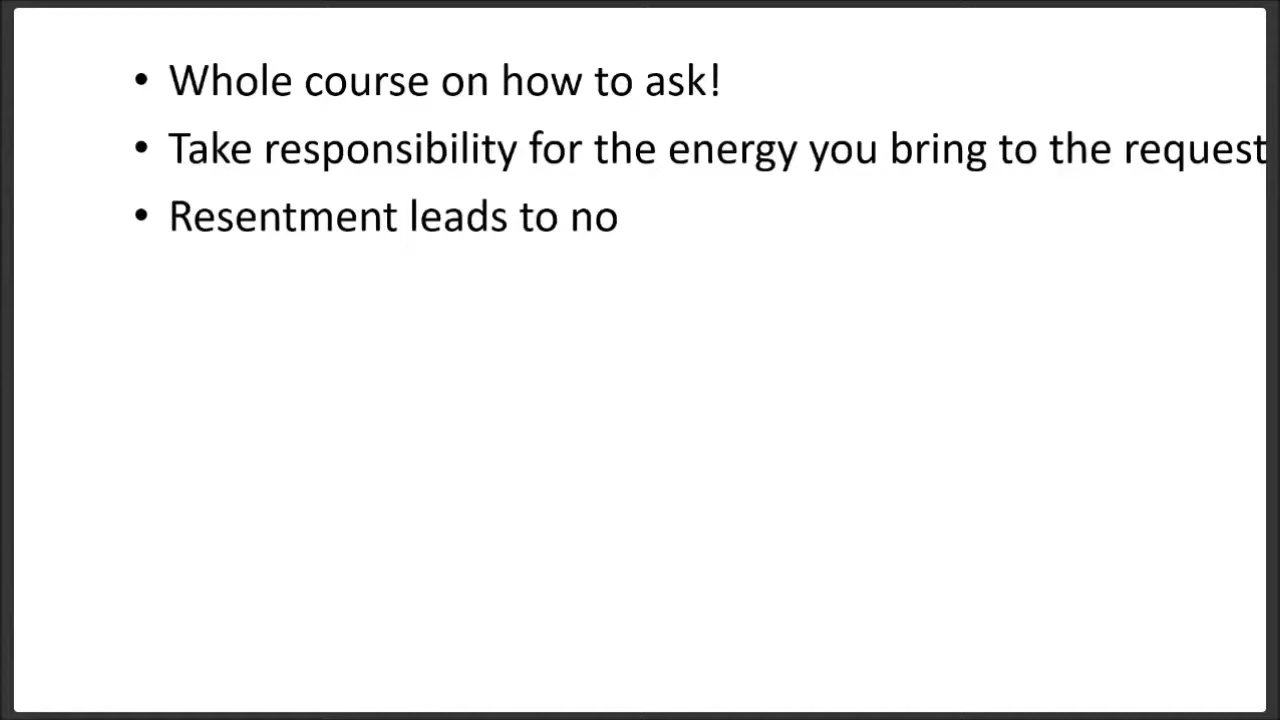 • Whole course on how to ask!
• Take responsibility for the energy you bring to the request
• Resentment leads to no